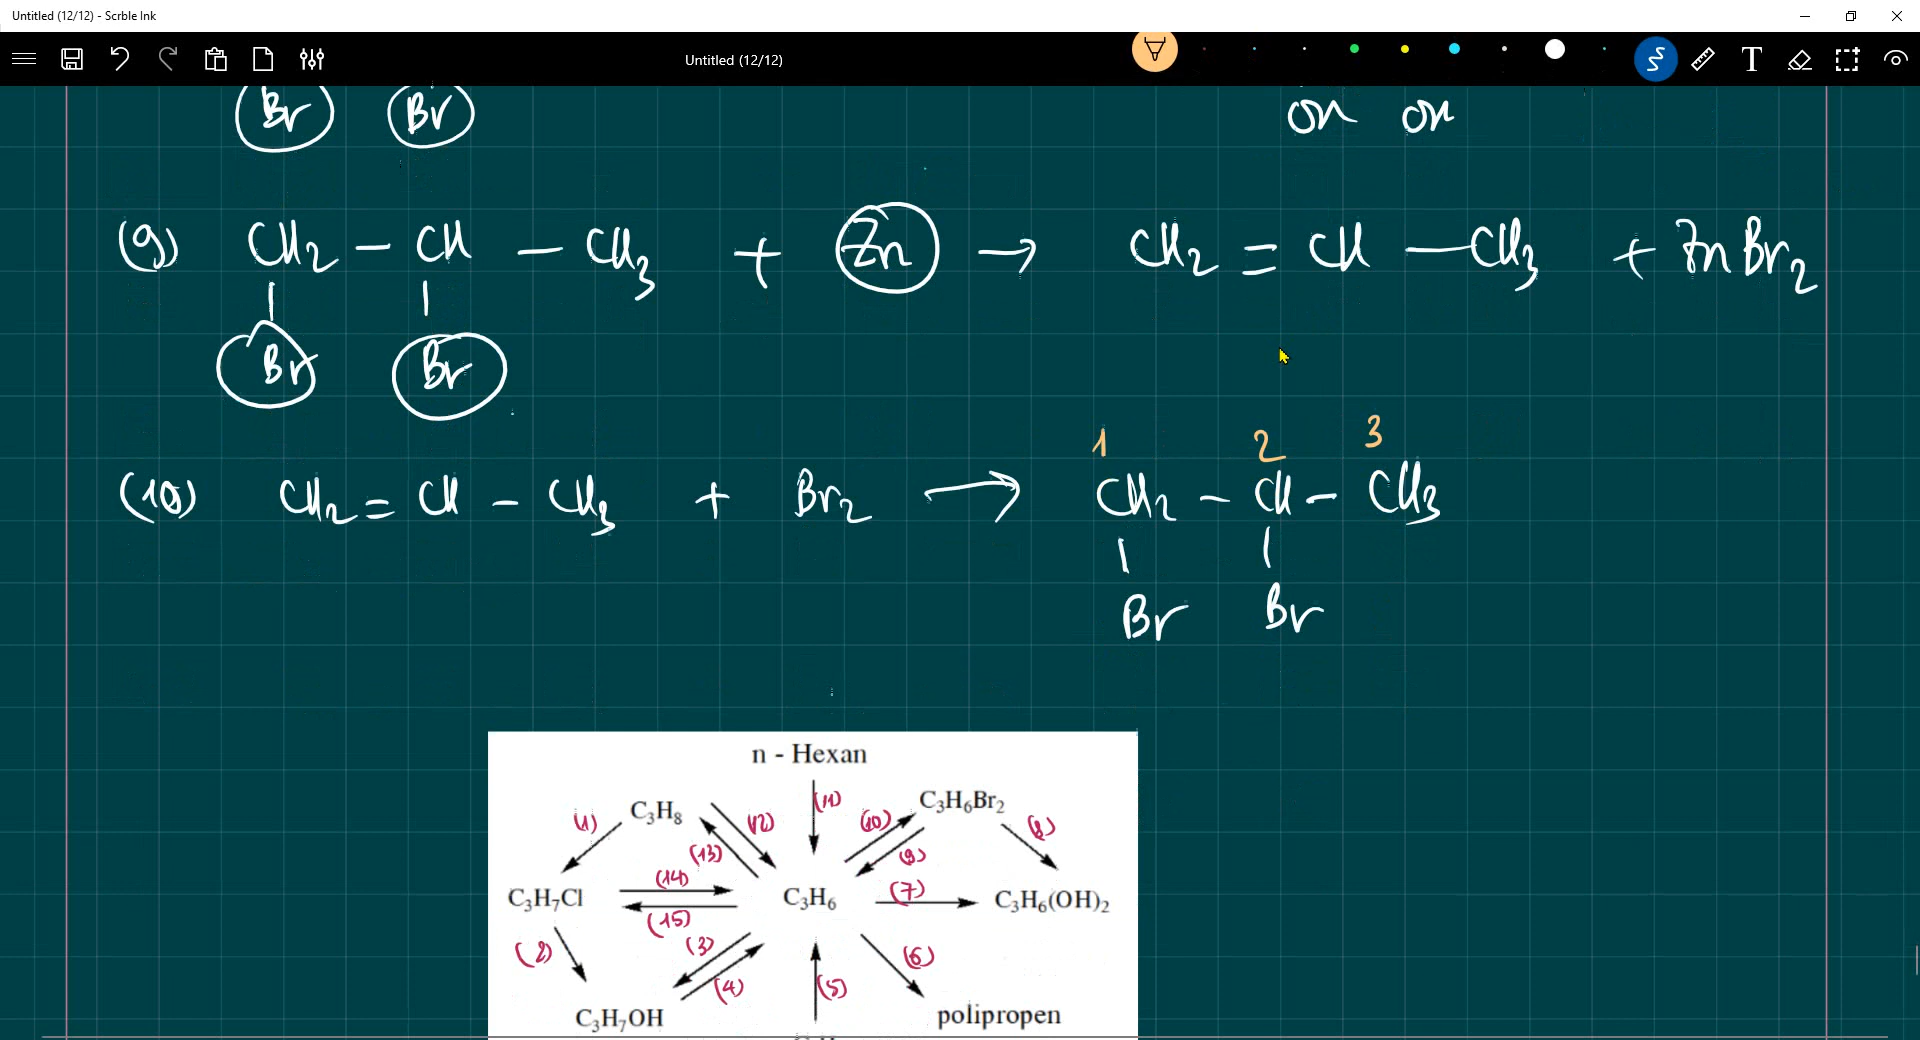 Untitled (12/12) - Scrble Ink
Untitled (12/12)
T
Br Br OH OH
(9) CH2 - CH - CH3 + Zn → CH2 = CH - CH3 + ZnBr2
Br Br
1 2 3
(10) CH2 = CH - CH3 + Br2 → CH2 - CH - CH3
Br Br
n - Hexan
C3H8 (12) (11) (10) C3H6Br2
(1) (13) (9) (8)
C3H7Cl (14) C3H6 (7) C3H6(OH)2
(15)
(2) (3) (6)
(4) (5)
C3H7OH polipropen